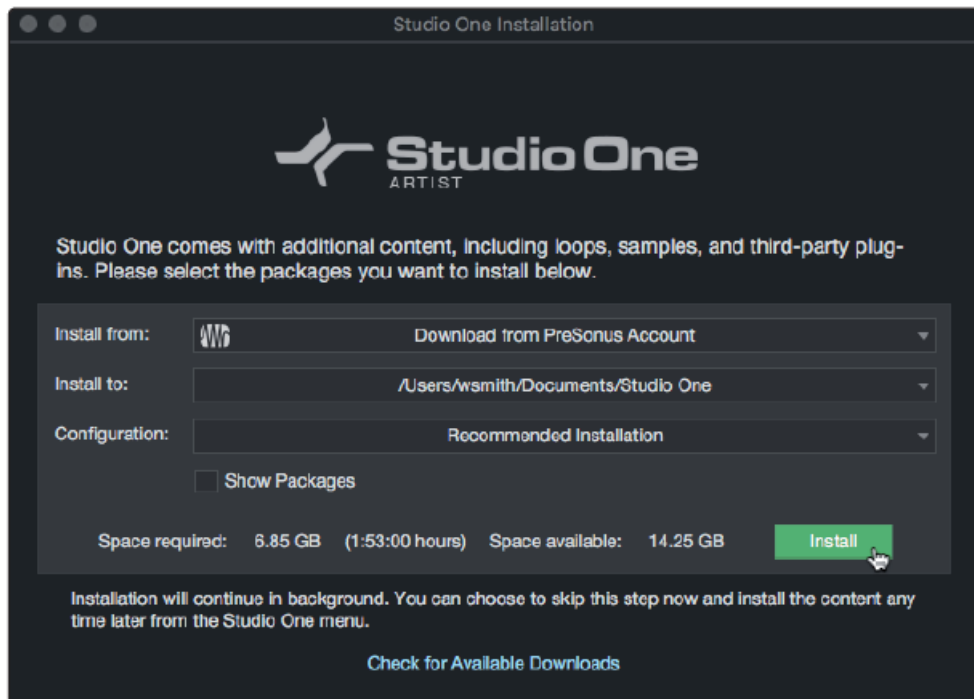 Studio One Installation
Studio One
ARTIST
Studio One comes with additional content, including loops, samples, and third-party plug-
ins. Please select the packages you want to install below.
Install from: Download from PreSonus Account
Install to: /Users/wsmith/Documents/Studio One
Configuration: Recommended Installation
Show Packages
Space required: 6.85 GB (1:53:00 hours) Space available: 14.25 GB Install
Installation will continue in background. You can choose to skip this step now and install the content any
time later from the Studio One menu.
Check for Available Downloads